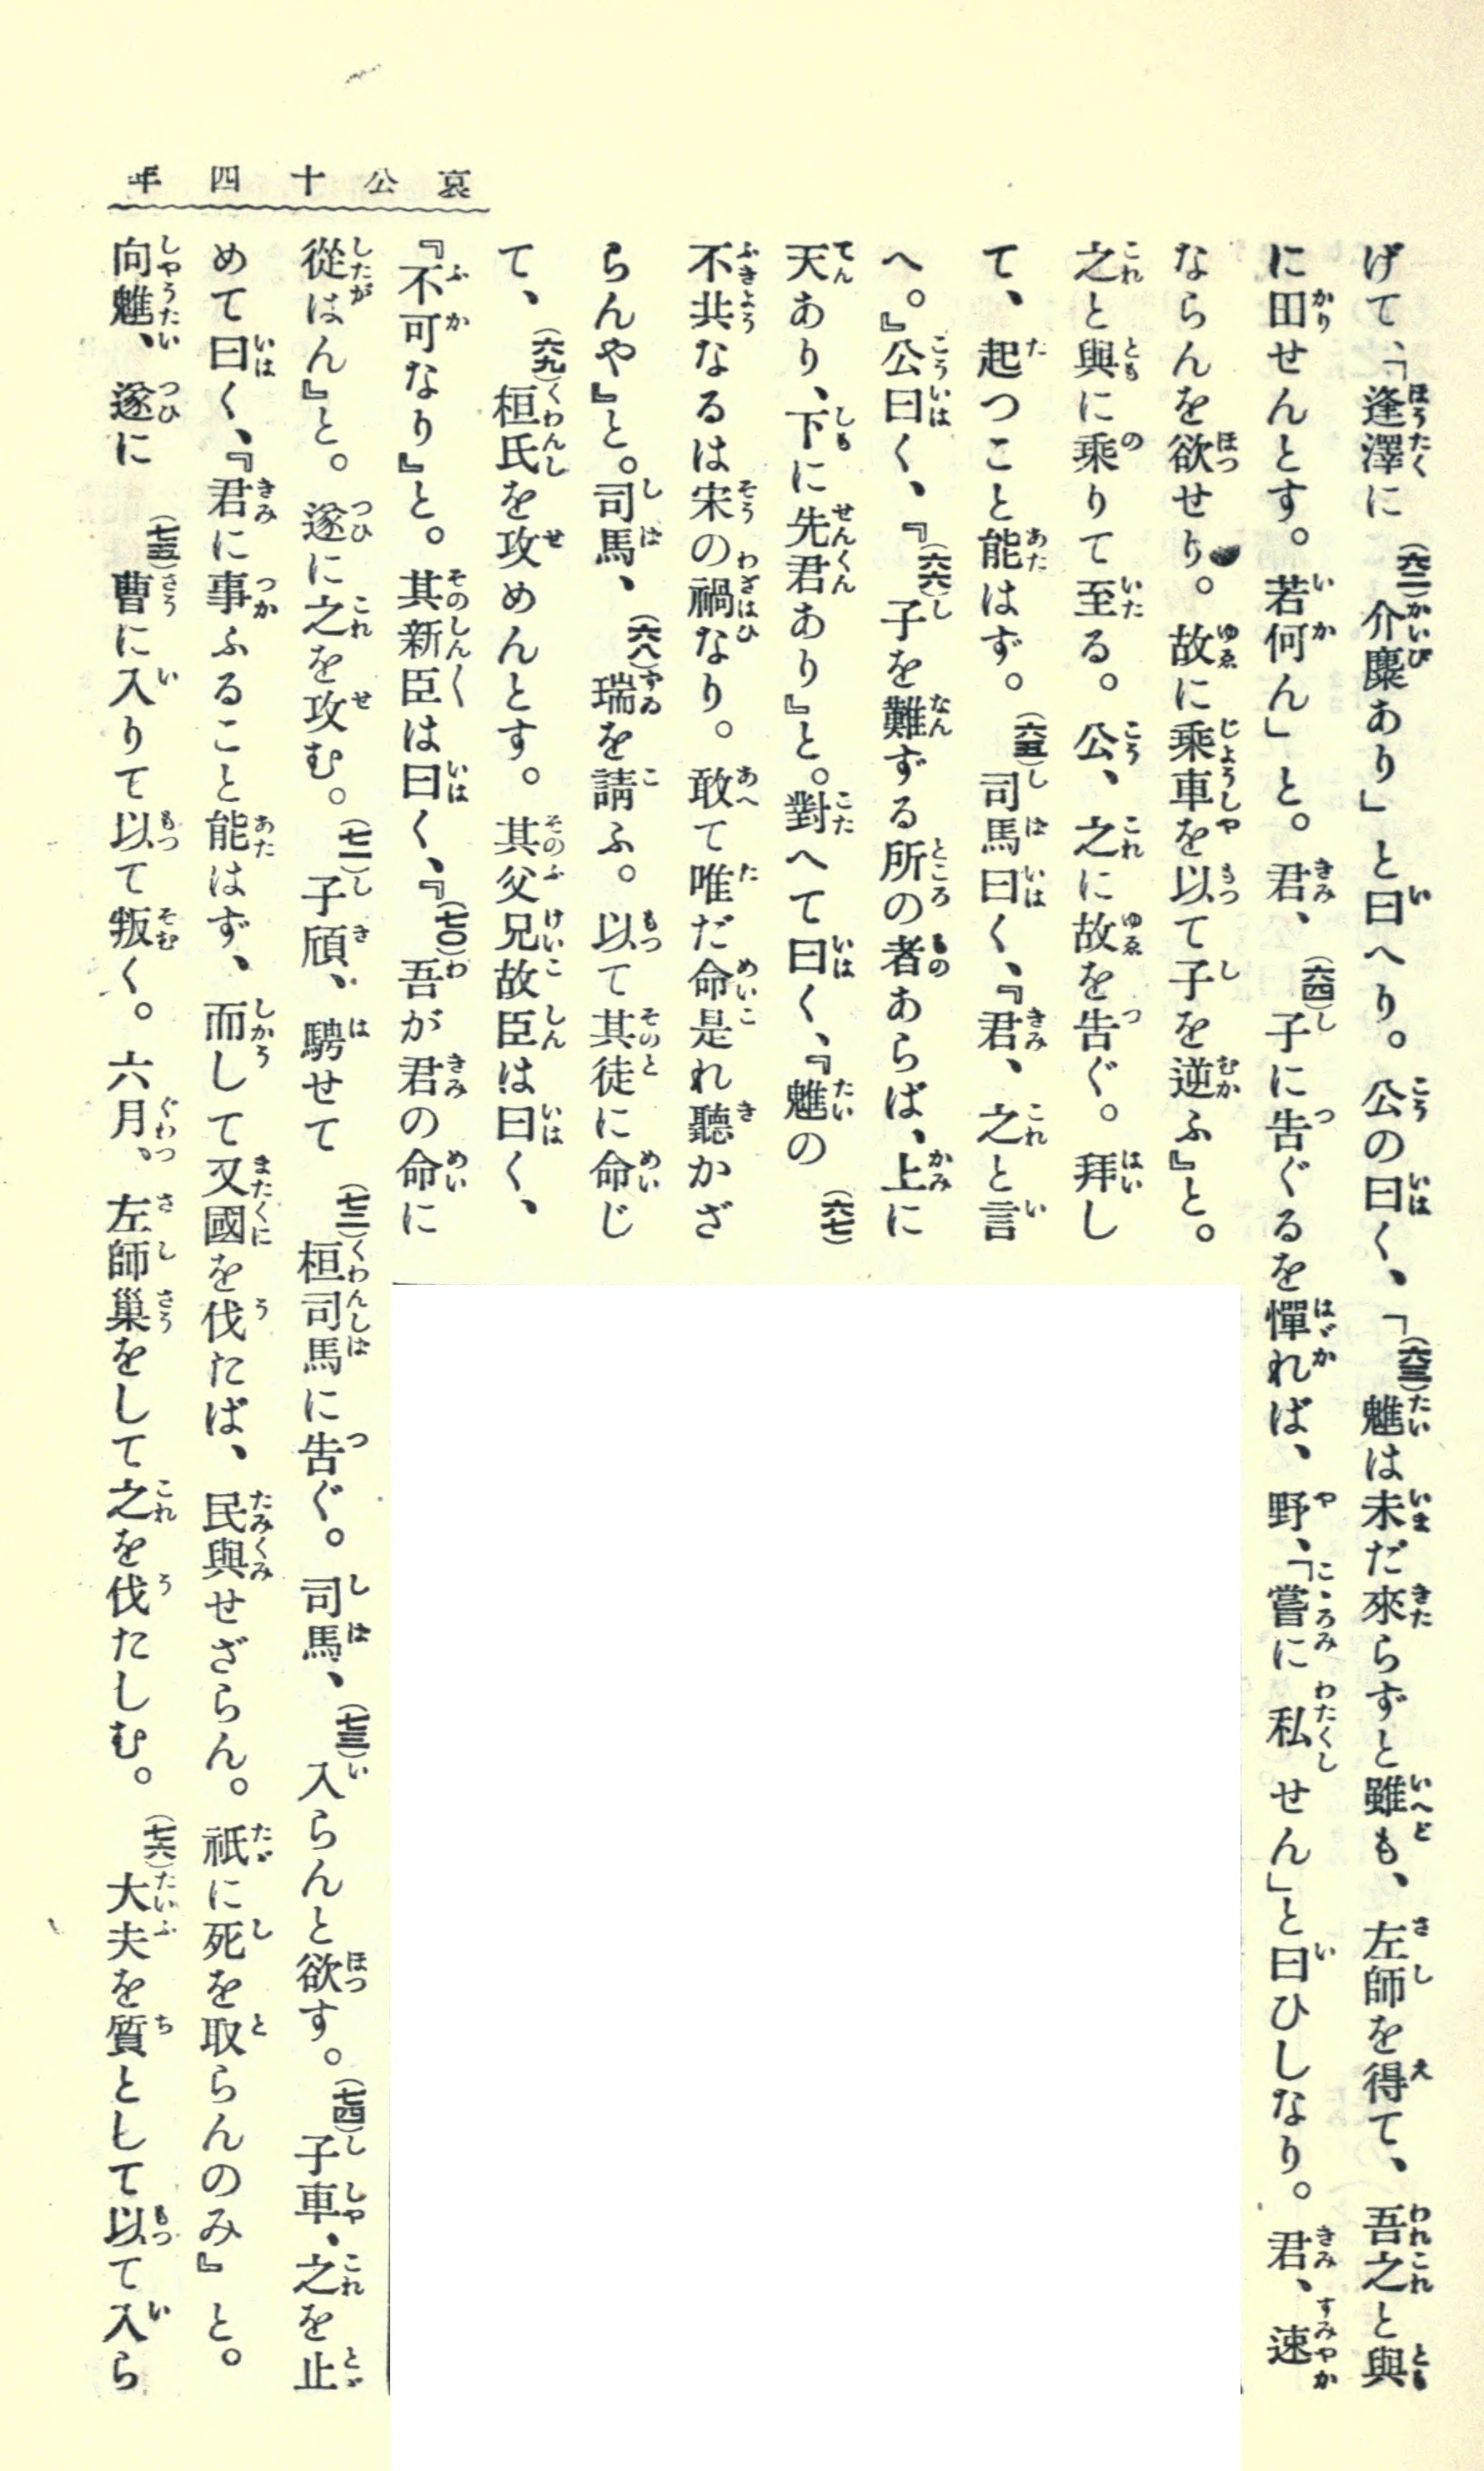 哀公十四年
げて、「逢澤に(六二)介麋あり」と曰へり。公の曰く、「(六三)魋は未だ來らずと雖も、左師を得て、吾之と與
に田せんとす。若何ん」と。君、(六四)子に告ぐるを憚れば、野、「嘗に私せん」と曰ひしなり。君、速
ならんを欲せり。故に乘車を以て子を逆ふ』と。
之と與に乘りて至る。公、之に故を告ぐ。拜し
て、起つこと能はず。(六五)司馬曰く、『君、之と言
へ。』公曰く、『(六六)子を難ずる所の者あらば、上に
天あり、下に先君あり』と。對へて曰く、『魋の(六七)
不共なるは宋の禍なり。敢て唯だ命是れ聽かざ
らんや』と。司馬、(六八)瑞を請ふ。以て其徒に命じ
て、(六九)桓氏を攻めんとす。其父兄故臣は曰く、
『不可なり』と。其新臣は曰く、『(七〇)吾が君の命に
從はん』と。遂に之を攻む。(七一)子頎、騁せて(七二)桓司馬に告ぐ。司馬、(七三)入らんと欲す。(七四)子車、之を止
めて曰く、『君に事ふること能はず、而して又國を伐たば、民與せざらん。祇に死を取らんのみ』と。
向魋、遂に(七五)曹に入りて以て叛く。六月、左師巢をして之を伐たしむ。(七六)大夫を質として以て入ら